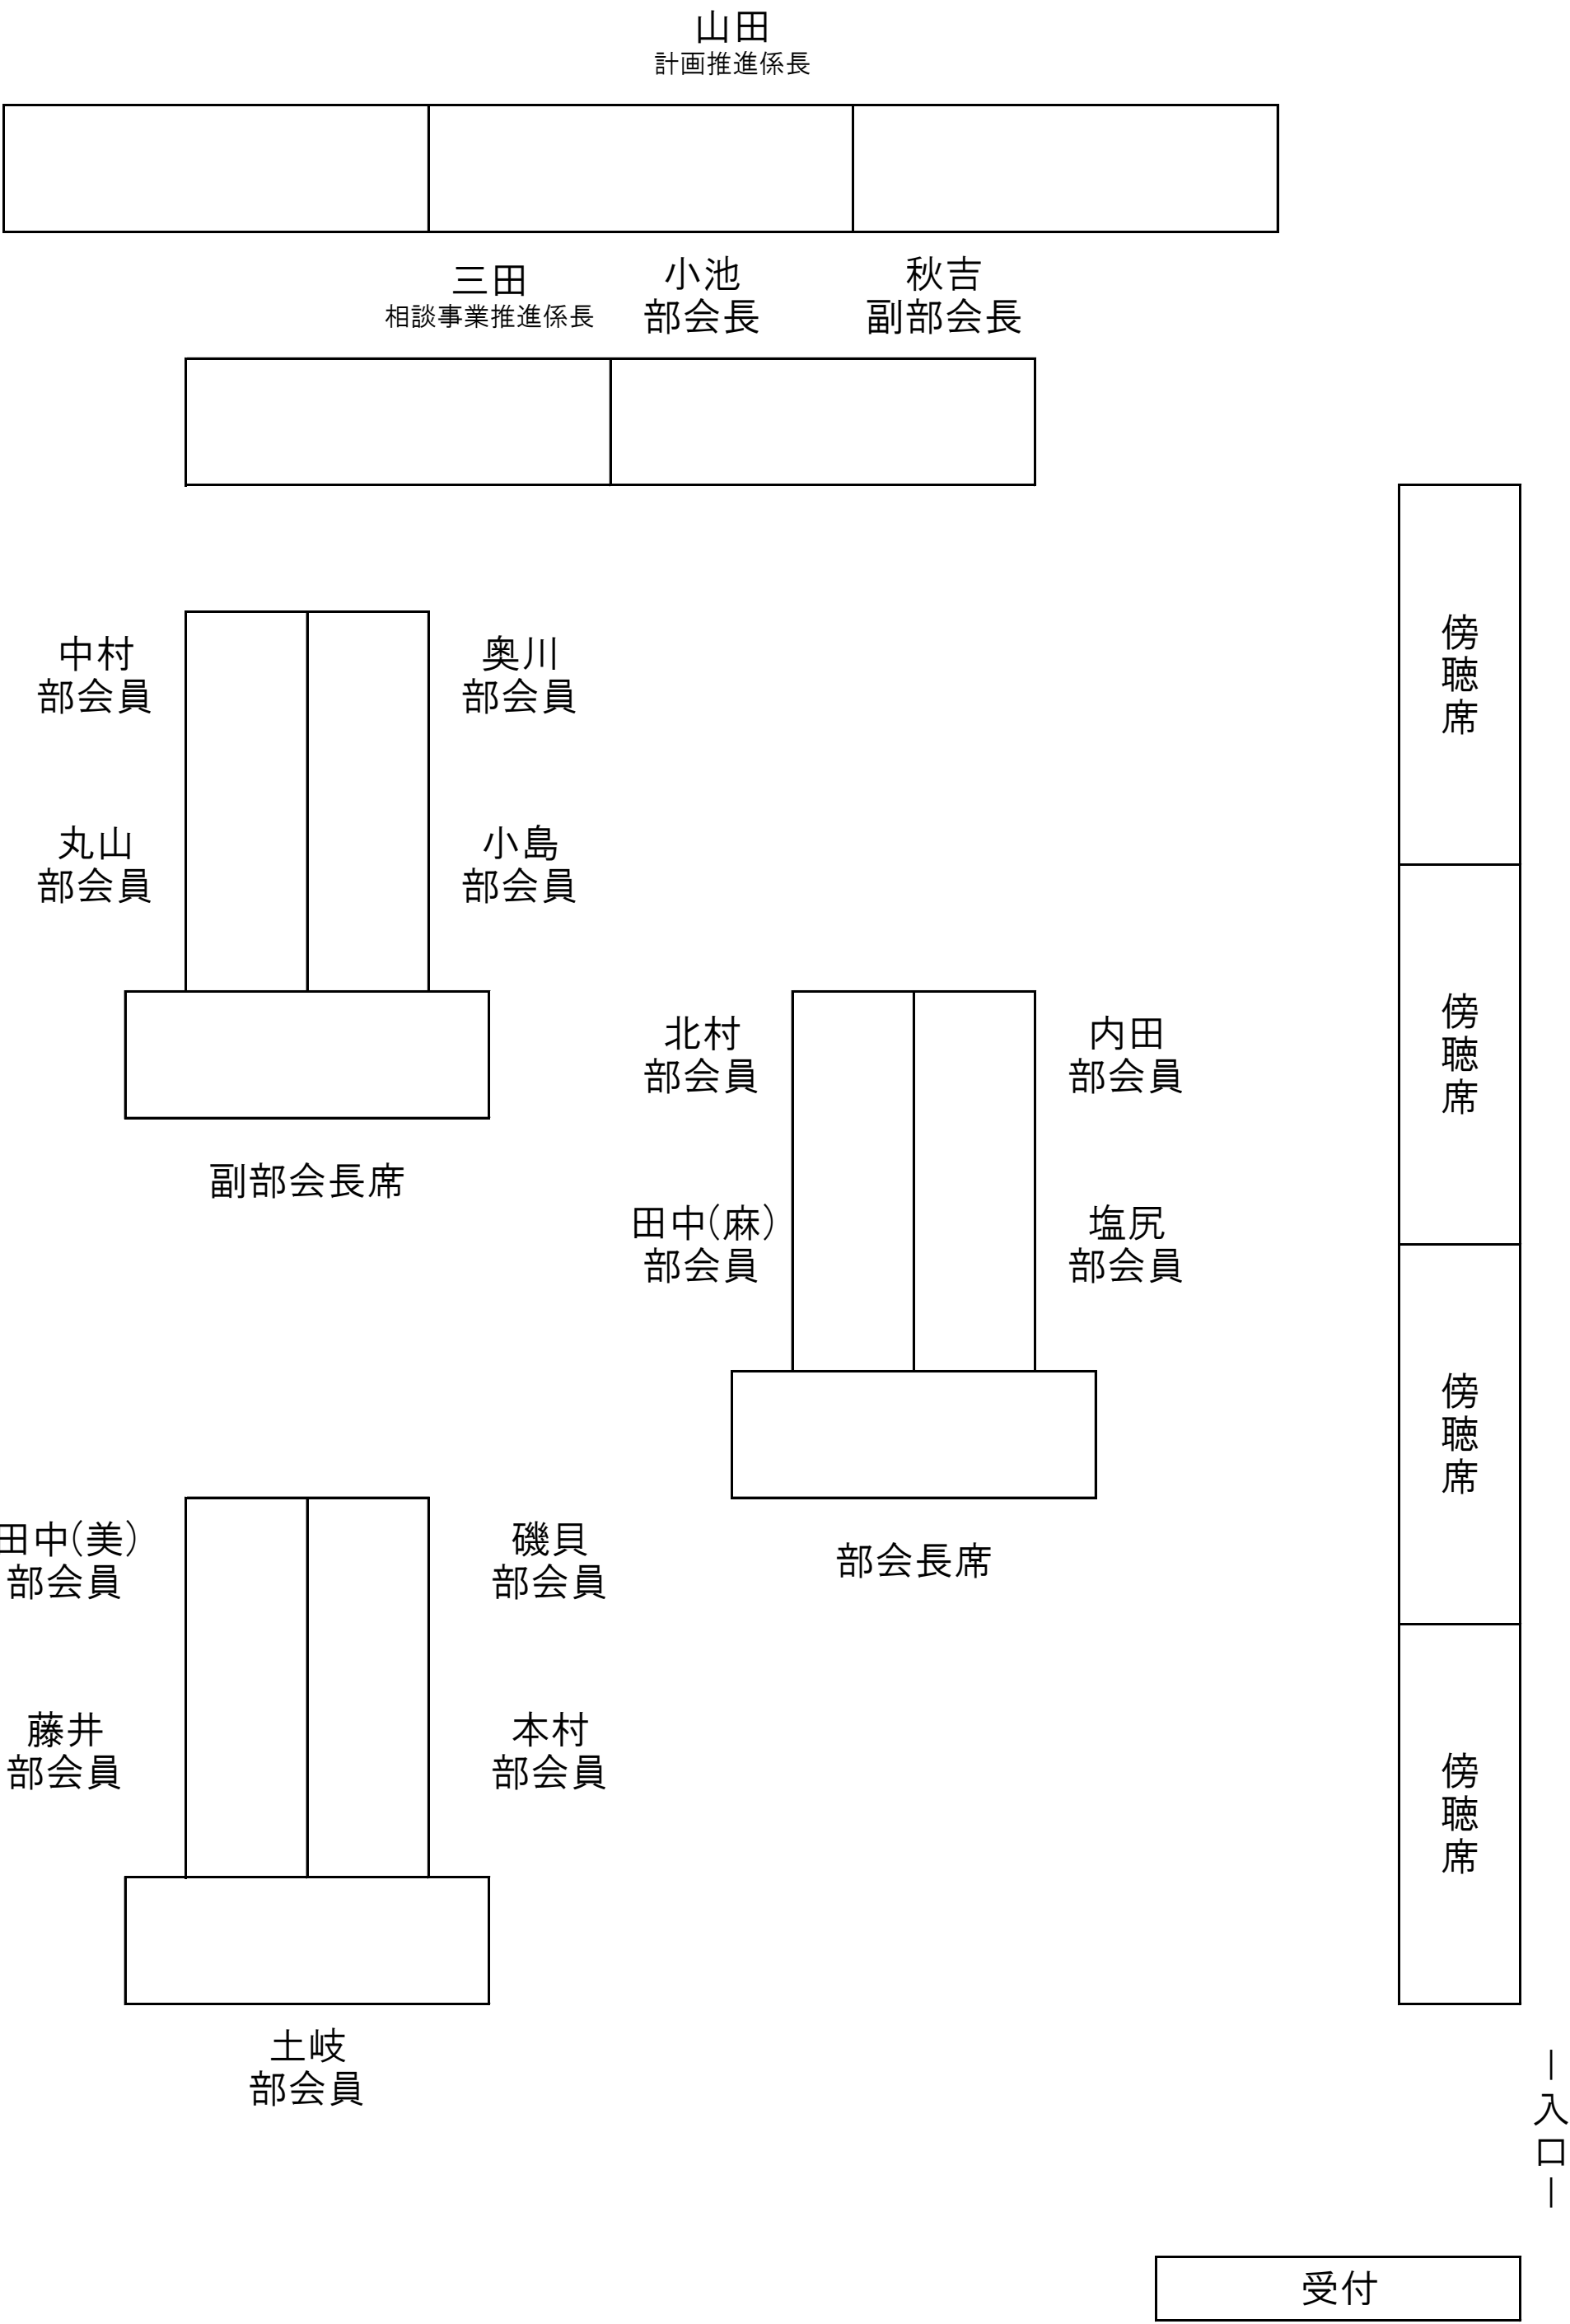 山田
計画推進係長
三田
相談事業推進係長
小池
部会長
秋吉
副部会長
中村
部会員
奥川
部会員
丸山
部会員
小島
部会員
副部会長席
北村
部会員
内田
部会員
田中(麻)
部会員
塩尻
部会員
部会長席
田中(美)
部会員
磯貝
部会員
藤井
部会員
本村
部会員
土岐
部会員
傍聴席
傍聴席
傍聴席
傍聴席
―入口―
受付